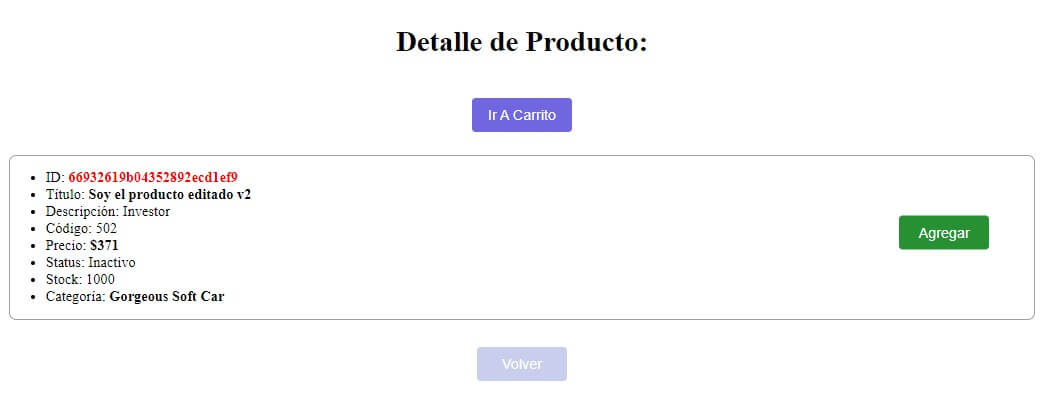 Detalle de Producto:
Ir A Carrito
ID: 66932619b04352892ecd1ef9
Titulo: Soy el producto editado v2
Descripción: Investor
Código: 502
Precio: $371
Status: Inactivo
Stock: 1000
Categoría: Gorgeous Soft Car
Agregar
Volver